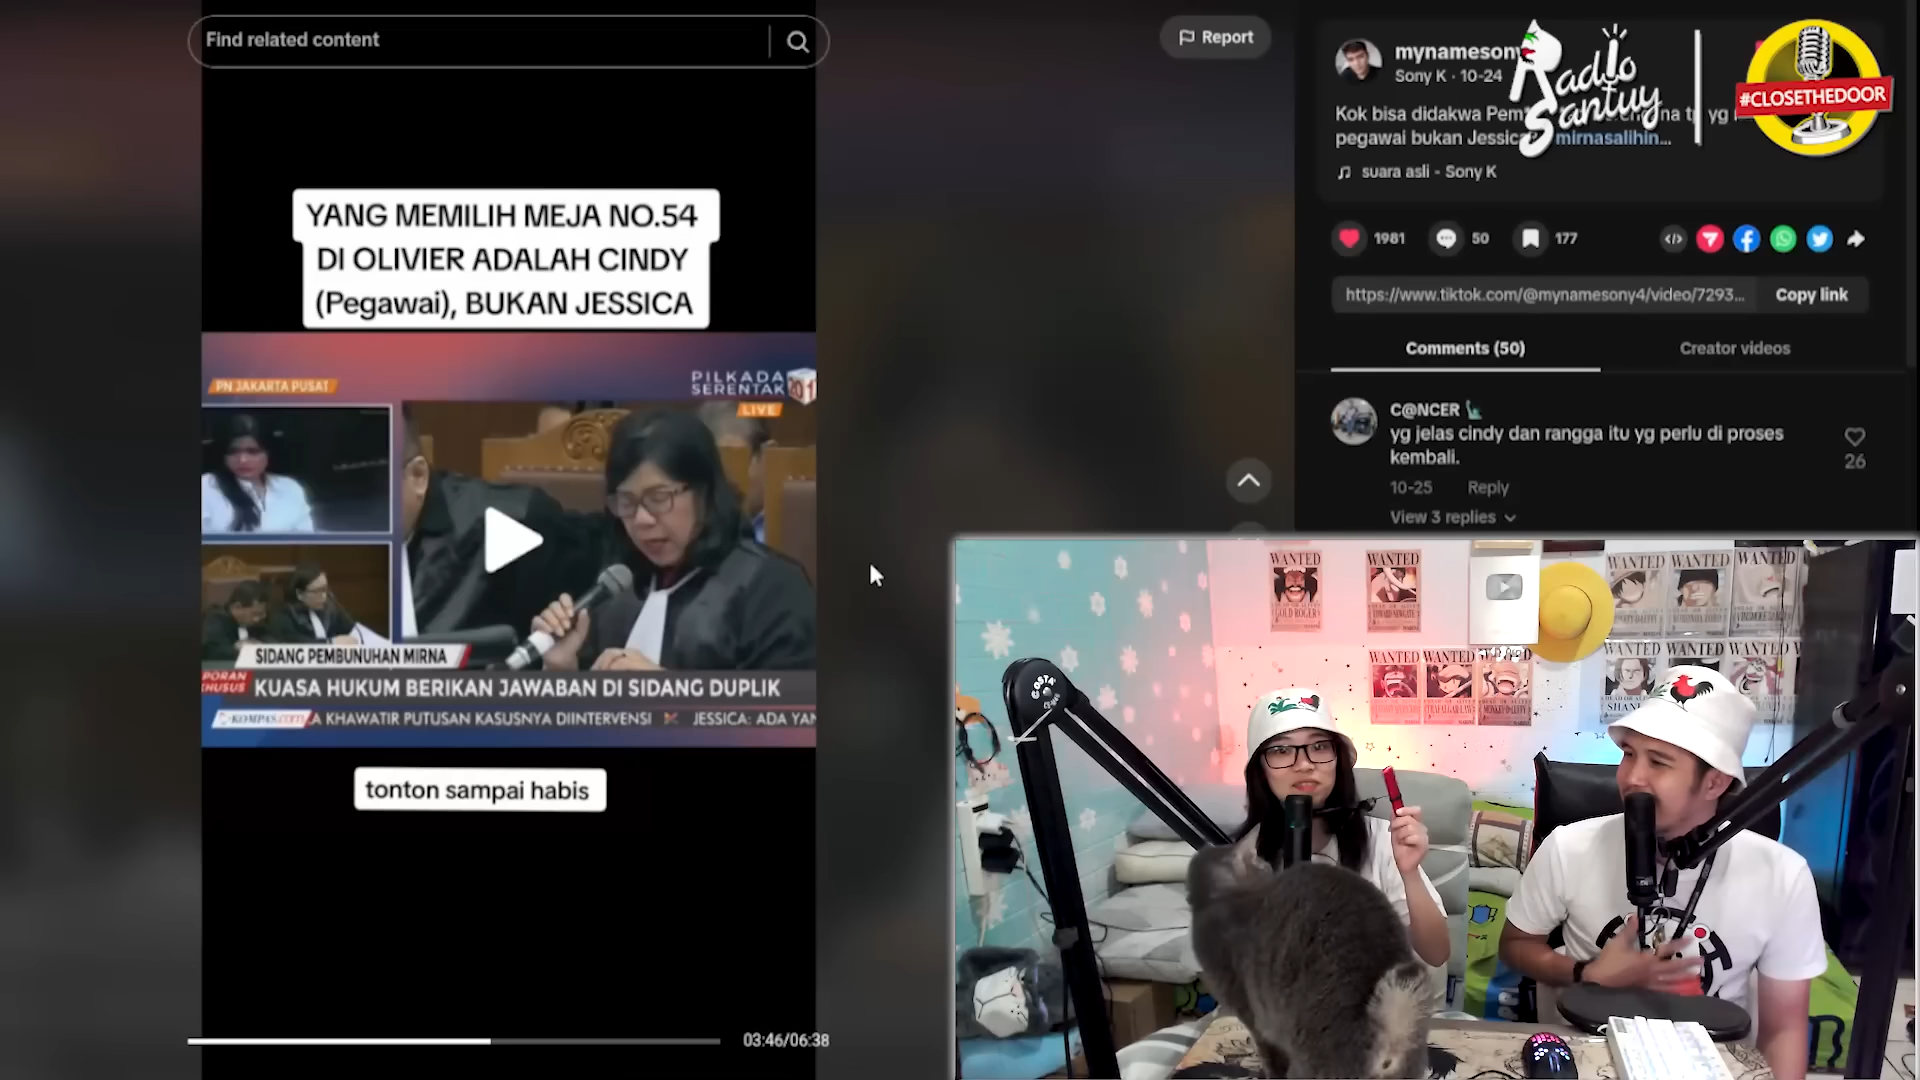 Find related content
Report
mynamesony
Sony K · 10-24
Kok bisa didakwa
pegawai bukan Jessica
mirnasalihin...
suara asli - Sony K
Radio
Santuy
#CLOSETHEDOOR
1981
50
177
https://www.tiktok.com/@mynamesony4/video/7293...
Copy link
Comments (50)
Creator videos
C@NCER
yg jelas cindy dan rangga itu yg perlu di proses
kembali.
26
10-25
Reply
View 3 replies
YANG MEMILIH MEJA NO.54
DI OLIVIER ADALAH CINDY
(Pegawai), BUKAN JESSICA
PN JAKARTA PUSAT
PILKADA
SERENTAK
LIVE
SIDANG PEMBUNUHAN MIRNA
KUASA HUKUM BERIKAN JAWABAN DI SIDANG DUPLIK
KOMPAS.com
A KHAWATIR PUTUSAN KASUSNYA DIINTERVENSI
JESSICA: ADA YAN
tonton sampai habis
03:46/06:38
WANTED
GOLD ROGER
WANTED
WANTED
WANTED
WANTED
WANTED
WANTED
WANTED
WANTED
WANTED
WANTED